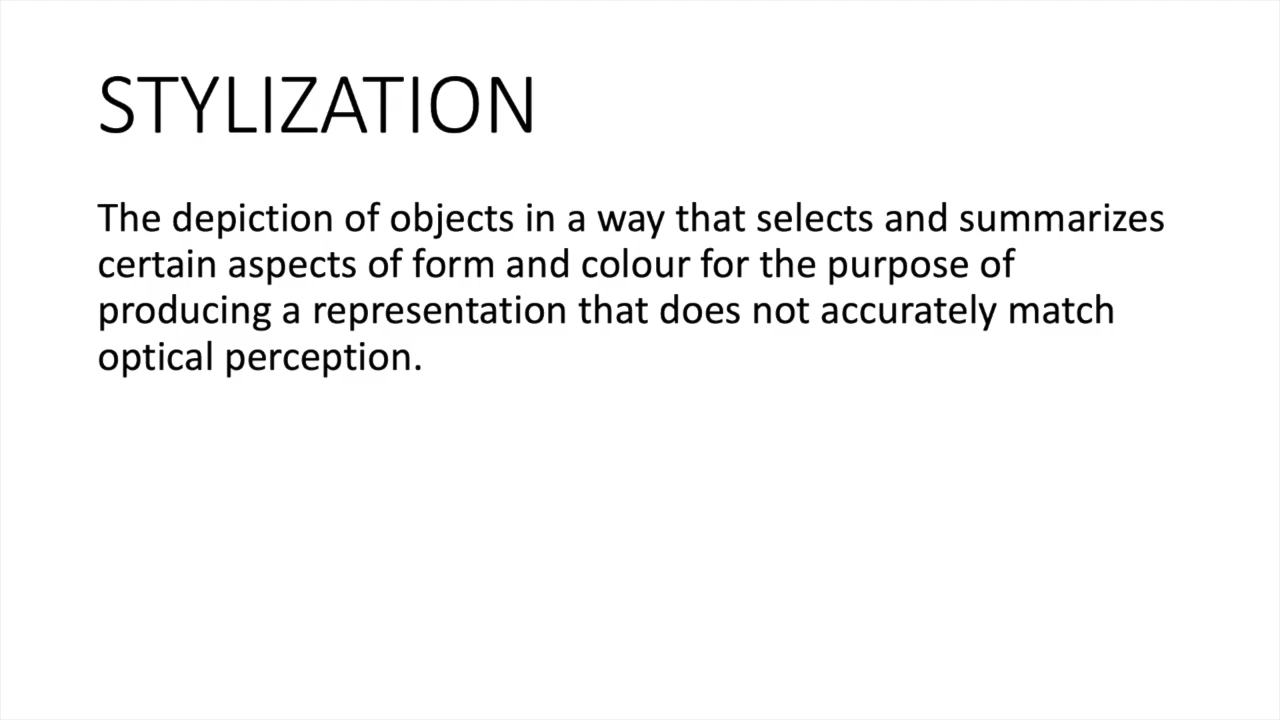 STYLIZATION
The depiction of objects in a way that selects and summarizes
certain aspects of form and colour for the purpose of
producing a representation that does not accurately match
optical perception.